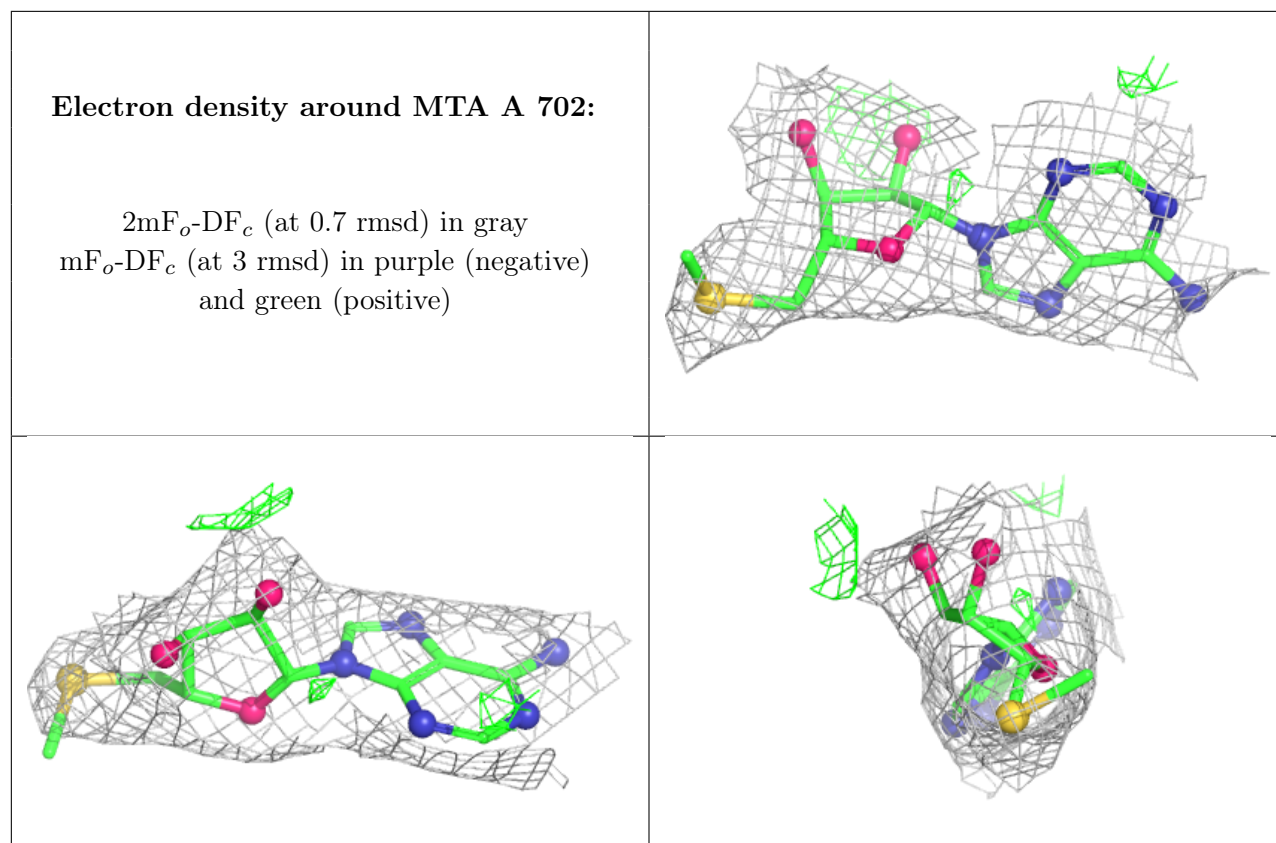 Electron density around MTA A 702:
2mFo-DFc (at 0.7 rmsd) in gray
mFo-DFc (at 3 rmsd) in purple (negative)
and green (positive)